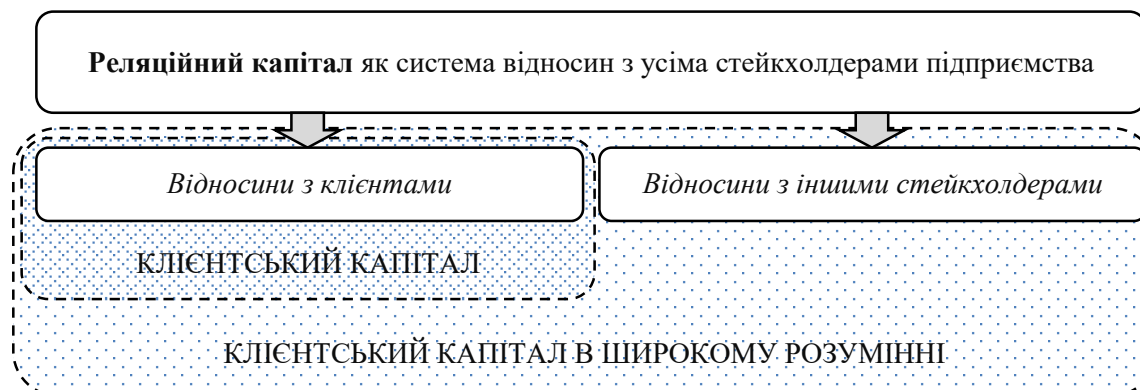 Реляційний капітал як система відносин з усіма стейкхолдерами підприємства
Відносини з клієнтами
Відносини з іншими стейкхолдерами
КЛІЄНТСЬКИЙ КАПІТАЛ
КЛІЄНТСЬКИЙ КАПІТАЛ В ШИРОКОМУ РОЗУМІННІ